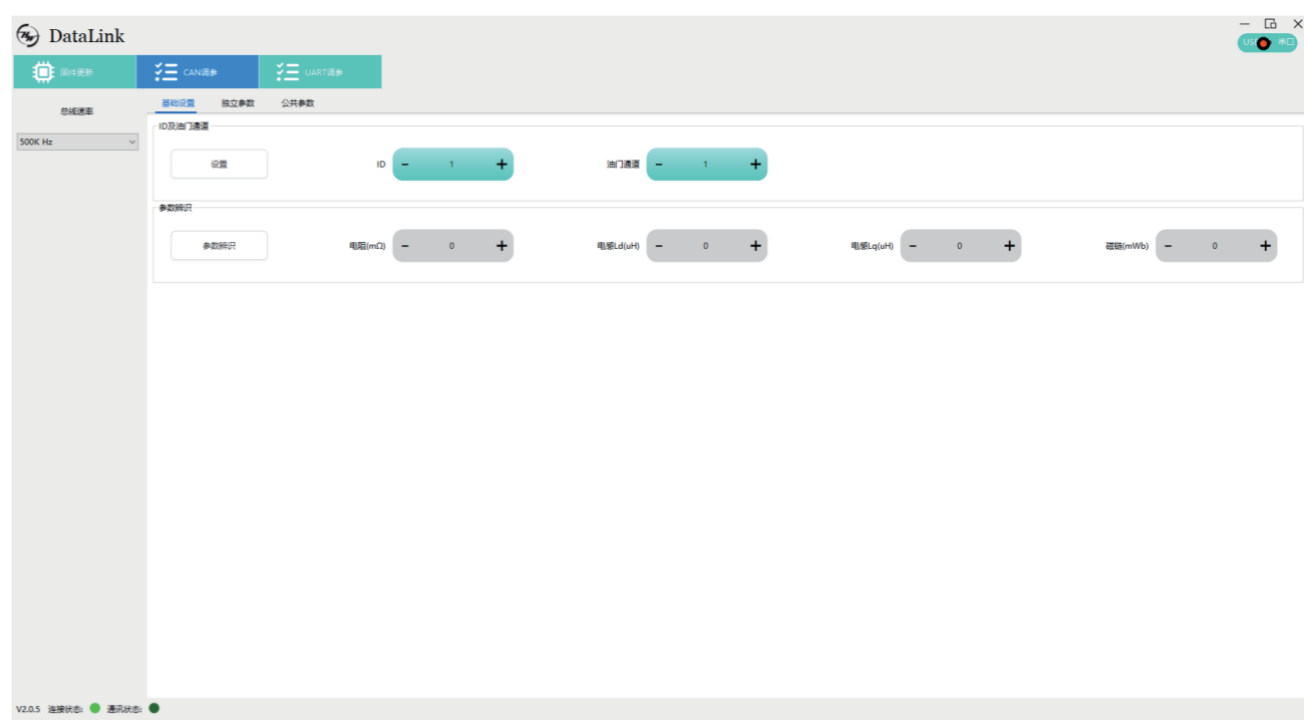 DataLink
串口
固件更新
CAN调参
UART调参
总线速率
基础设置
独立参数
公共参数
500K Hz
ID及油门通道
设置
ID
-
1
+
油门通道
-
1
+
参数辨识
参数辨识
电阻(mΩ)
-
0
+
电感Ld(uH)
-
0
+
电感Lq(uH)
-
0
+
磁链(mWb)
-
0
+
V2.0.5 连接状态: 通讯状态: